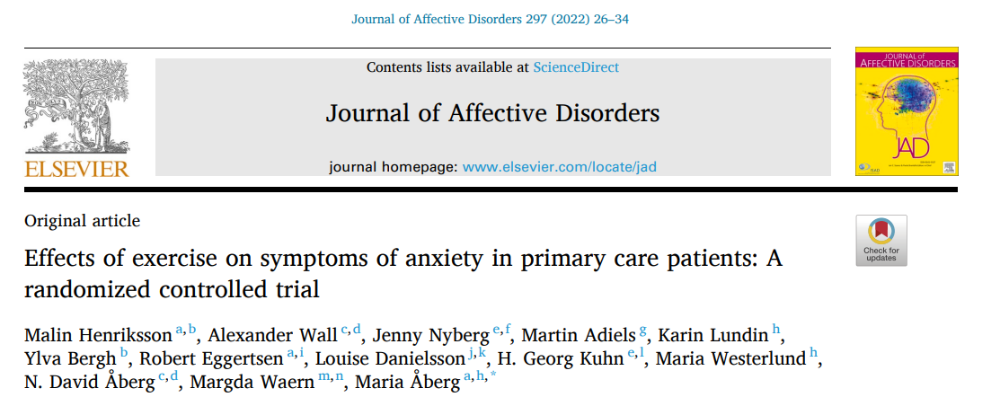 Journal of Affective Disorders 297 (2022) 26–34
Contents lists available at ScienceDirect
Journal of Affective Disorders
journal homepage: www.elsevier.com/locate/jad
ELSEVIER
JOURNAL of
AFFECTIVE DISORDERS
JAD
Original article
Check for
updates
Effects of exercise on symptoms of anxiety in primary care patients: A
randomized controlled trial
Malin Henriksson a,b, Alexander Wall c,d, Jenny Nyberg e,f, Martin Adiels g, Karin Lundin h,
Ylva Bergh b, Robert Eggertsen a,i, Louise Danielsson j,k, H. Georg Kuhn e,l, Maria Westerlund h,
N. David Åberg c,d, Margda Waern m,n, Maria Åberg a,h,*